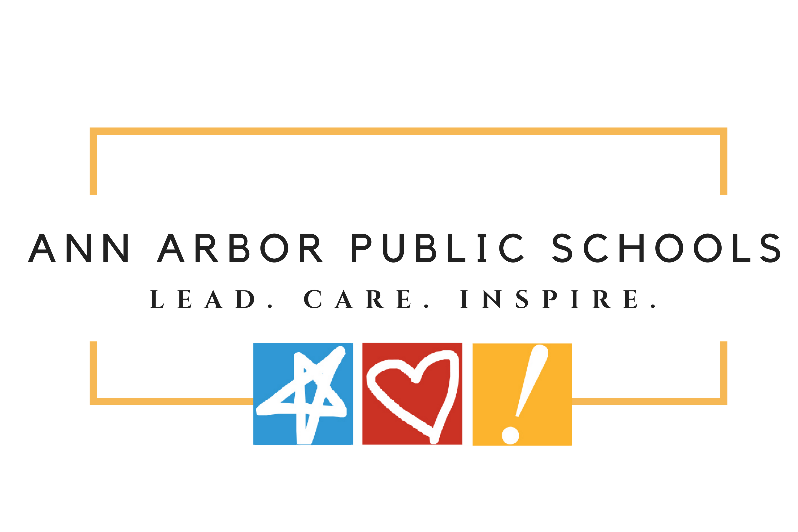 ANN ARBOR PUBLIC SCHOOLS
LEAD. CARE. INSPIRE.
!